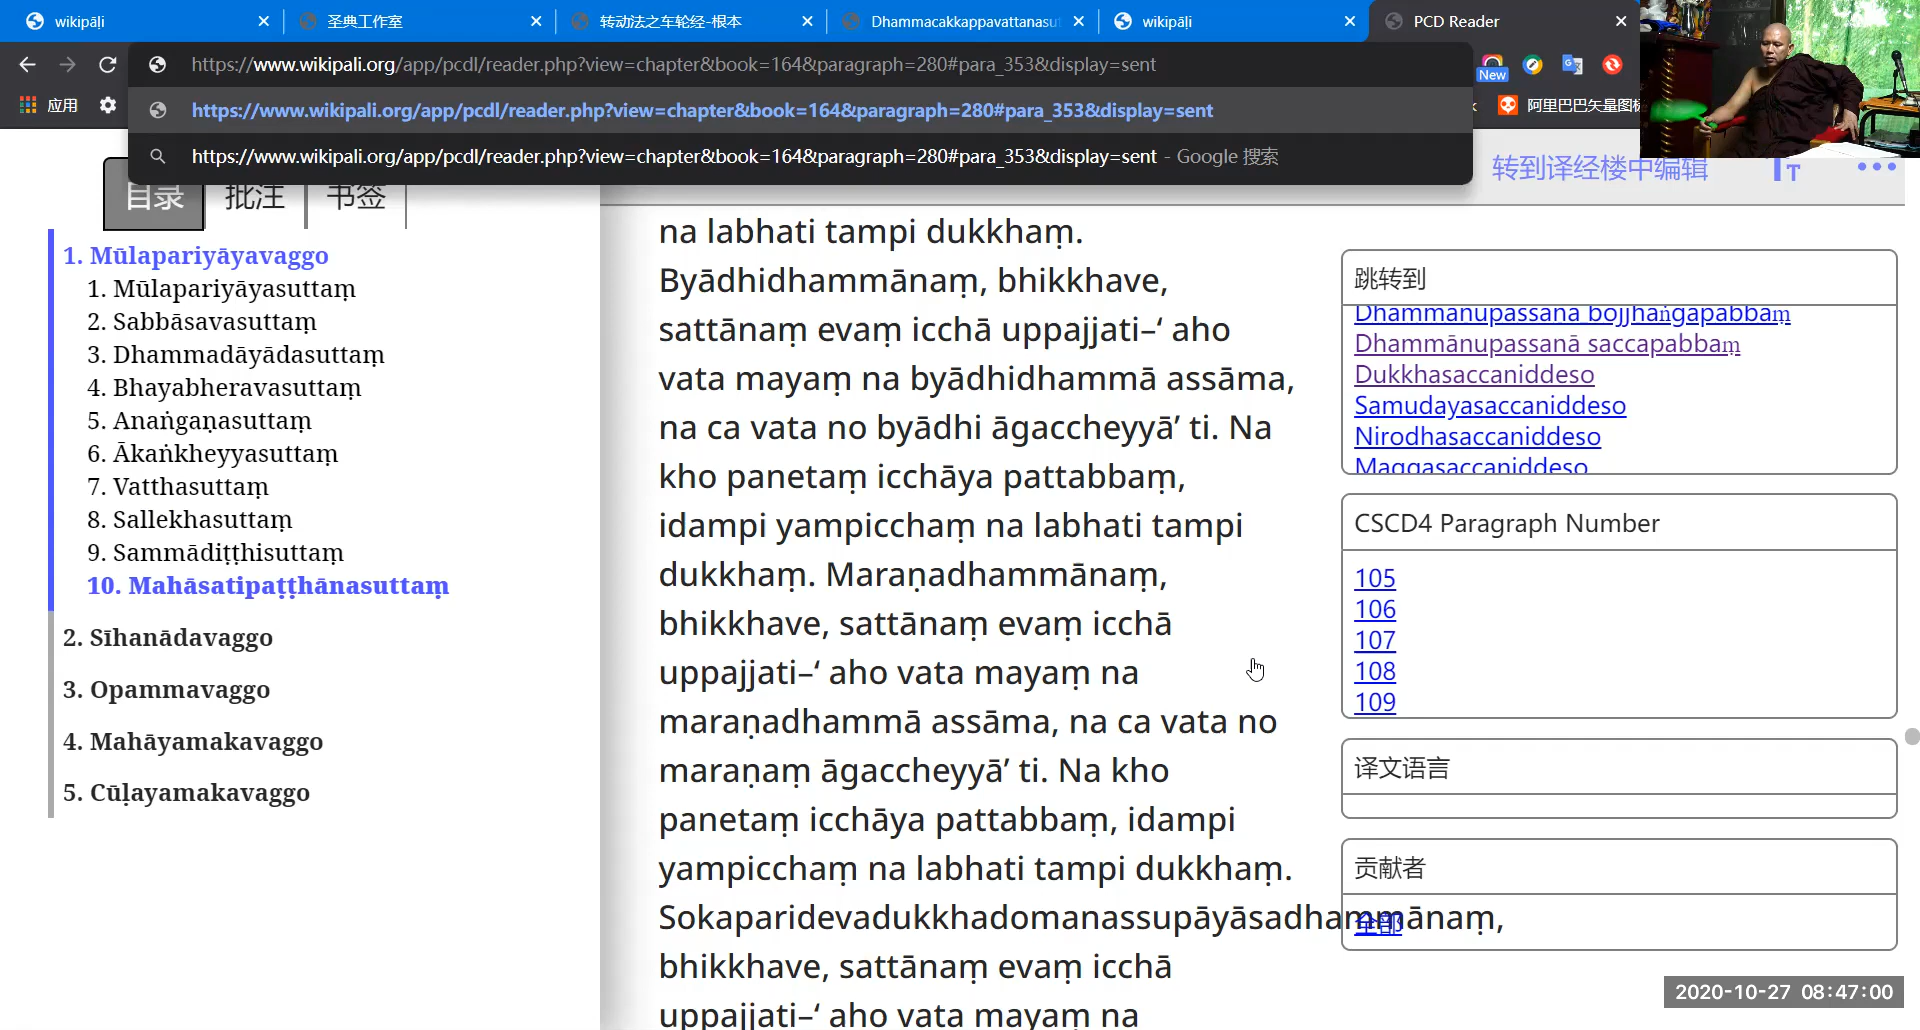 wikipāḷi
圣典工作室
转动法之车轮经-根本
Dhammacakkappavattanasut
wikipāḷi
PCD Reader
https://www.wikipali.org/app/pcdl/reader.php?view=chapter&book=164&paragraph=280#para_353&display=sent
New
应用
https://www.wikipali.org/app/pcdl/reader.php?view=chapter&book=164&paragraph=280#para_353&display=sent
阿里巴巴矢量图标
https://www.wikipali.org/app/pcdl/reader.php?view=chapter&book=164&paragraph=280#para_353&display=sent - Google 搜索
转到译经楼中编辑
目录 批注 书签
1. Mūlapariyāyavaggo
1. Mūlapariyāyasuttaṃ
2. Sabbāsavasuttaṃ
3. Dhammadāyādasuttaṃ
4. Bhayabheravasuttaṃ
5. Anaṅgaṇasuttaṃ
6. Ākaṅkheyyasuttaṃ
7. Vatthasuttaṃ
8. Sallekhasuttaṃ
9. Sammādiṭṭhisuttaṃ
10. Mahāsatipaṭṭhānasuttaṃ
2. Sīhanādavaggo
3. Opammavaggo
4. Mahāyamakavaggo
5. Cūḷayamakavaggo
na labhati tampi dukkhaṃ.
Byādhidhammānaṃ, bhikkhave,
sattānaṃ evaṃ icchā uppajjati–‘ aho
vata mayaṃ na byādhidhammā assāma,
na ca vata no byādhi āgaccheyyā’ ti. Na
kho panetaṃ icchāya pattabbaṃ,
idampi yampicchaṃ na labhati tampi
dukkhaṃ. Maraṇadhammānaṃ,
bhikkhave, sattānaṃ evaṃ icchā
uppajjati–‘ aho vata mayaṃ na
maraṇadhammā assāma, na ca vata no
maraṇaṃ āgaccheyyā’ ti. Na kho
panetaṃ icchāya pattabbaṃ, idampi
yampicchaṃ na labhati tampi dukkhaṃ.
Sokaparidevadukkhadomanassupāyāsadhammānaṃ,
bhikkhave, sattānaṃ evaṃ icchā
uppajjati–‘ aho vata mayaṃ na
跳转到
Dhammānupassanā bojjhaṅgapabbaṃ
Dhammānupassanā saccapabbaṃ
Dukkhasaccaniddeso
Samudayasaccaniddeso
Nirodhasaccaniddeso
Maggasaccaniddeso
CSCD4 Paragraph Number
105
106
107
108
109
译文语言
贡献者
全部
2020-10-27 08:47:00